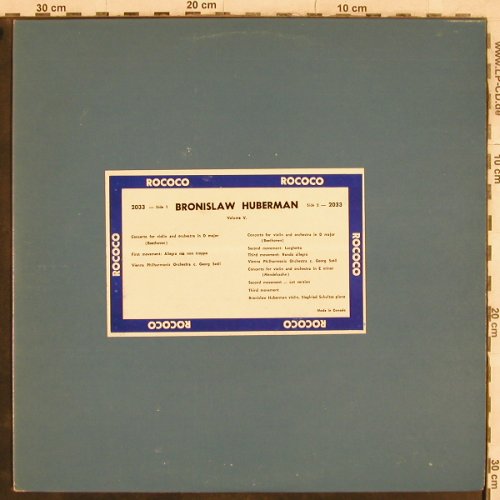 30 cm
20 cm
10 cm
www.LP-CD.de
10 cm
20 cm
30 cm
ROCOCO
ROCOCO
ROCOCO
ROCOCO
2033 — Side 1 BRONISLAW HUBERMAN Side 2 — 2033
Volume V.
Concerto for violin and orchestra in D major
(Beethoven)
First movement: Allegro ma non troppo
Vienna Philharmonic Orchestra c. Georg Szell
Concerto for violin and orchestra in D major
(Beethoven)
Second movement: Larghetto
Third movement: Rondo allegro
Vienna Philharmonic Orchestra c. Georg Szell
Concerto for violin and orchestra in E minor
(Mendelssohn)
Second movement — cut version
Third movement
Bronislaw Huberman violin, Siegfried Schultze piano
Made in Canada
ROCOCO
ROCOCO
ROCOCO
ROCOCO